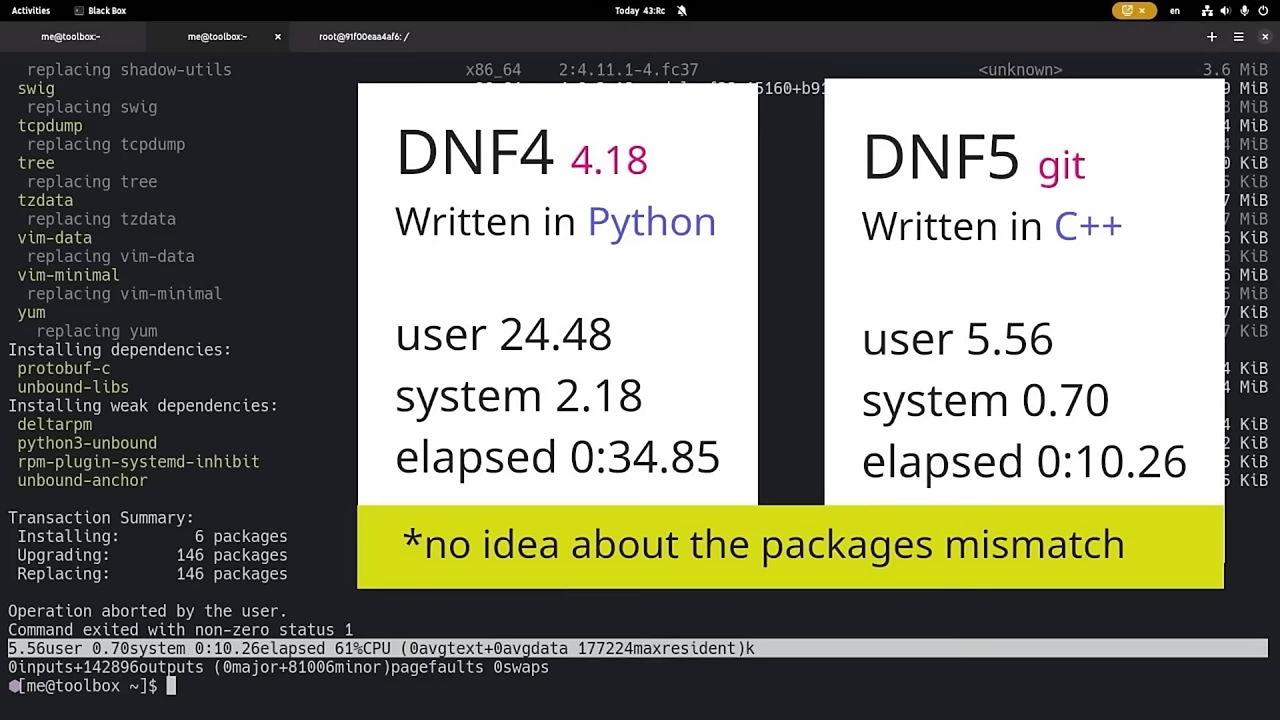 Activities Black Box Today 43:Rc en
me@toolbox:~ me@toolbox:~ × root@91f00eaa4af6: /
replacing shadow-utils x86_64 2:4.11.1-4.fc37 <unknown> 3.6 MiB
swig
replacing swig
tcpdump
replacing tcpdump
tree
replacing tree
tzdata
replacing tzdata
vim-data
replacing vim-data
vim-minimal
replacing vim-minimal
yum
replacing yum
Installing dependencies:
protobuf-c
unbound-libs
Installing weak dependencies:
deltarpm
python3-unbound
rpm-plugin-systemd-inhibit
unbound-anchor
Transaction Summary:
Installing: 6 packages
Upgrading: 146 packages
Replacing: 146 packages
Operation aborted by the user.
Command exited with non-zero status 1
5.56user 0.70system 0:10.26elapsed 61%CPU (0avgtext+0avgdata 177224maxresident)k
0inputs+142896outputs (0major+81006minor)pagefaults 0swaps
[me@toolbox ~]$
DNF4 4.18
Written in Python
user 24.48
system 2.18
elapsed 0:34.85
DNF5 git
Written in C++
user 5.56
system 0.70
elapsed 0:10.26
*no idea about the packages mismatch